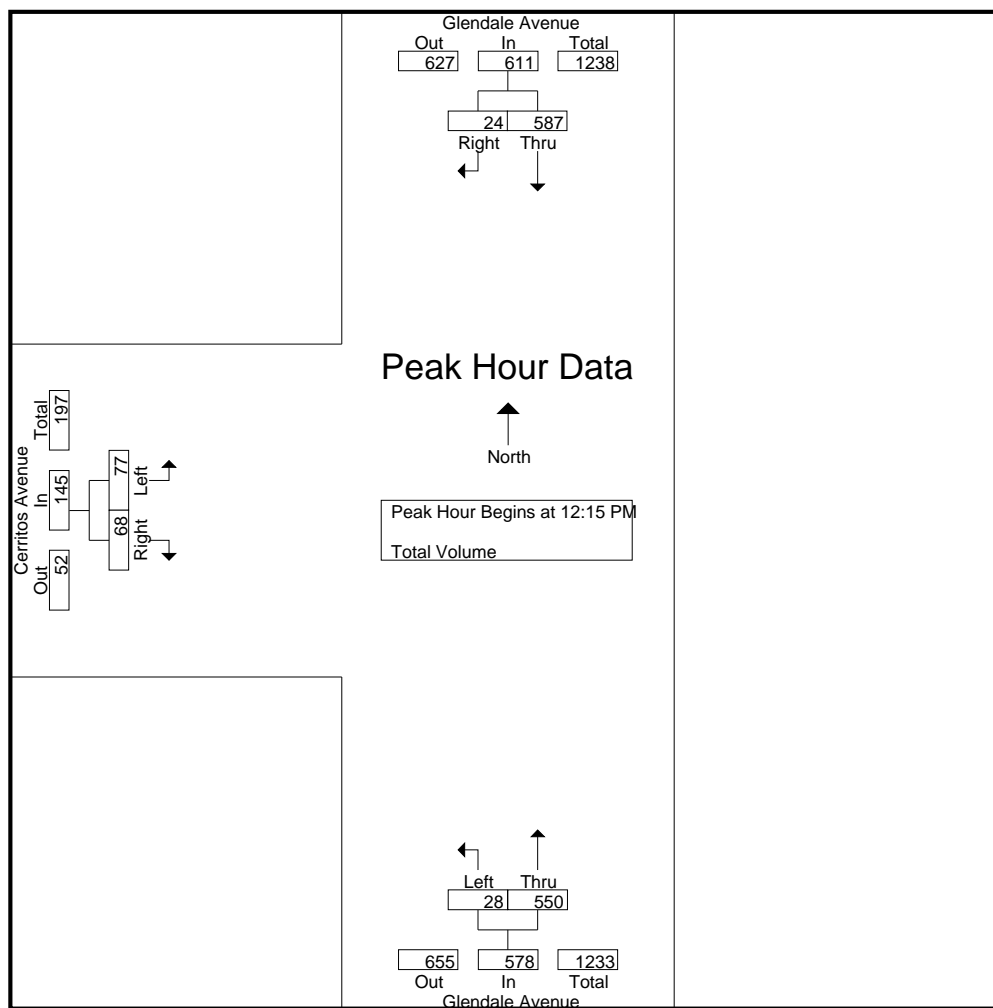 Glendale Avenue
Out In Total
627 611 1238
24 587
Right Thru
Peak Hour Data
North
Peak Hour Begins at 12:15 PM
Total Volume
Cerritos Avenue
Out In Total
52 145 197
68 77
Right Left
Left Thru
28 550
655 578 1233
Out In Total
Glendale Avenue